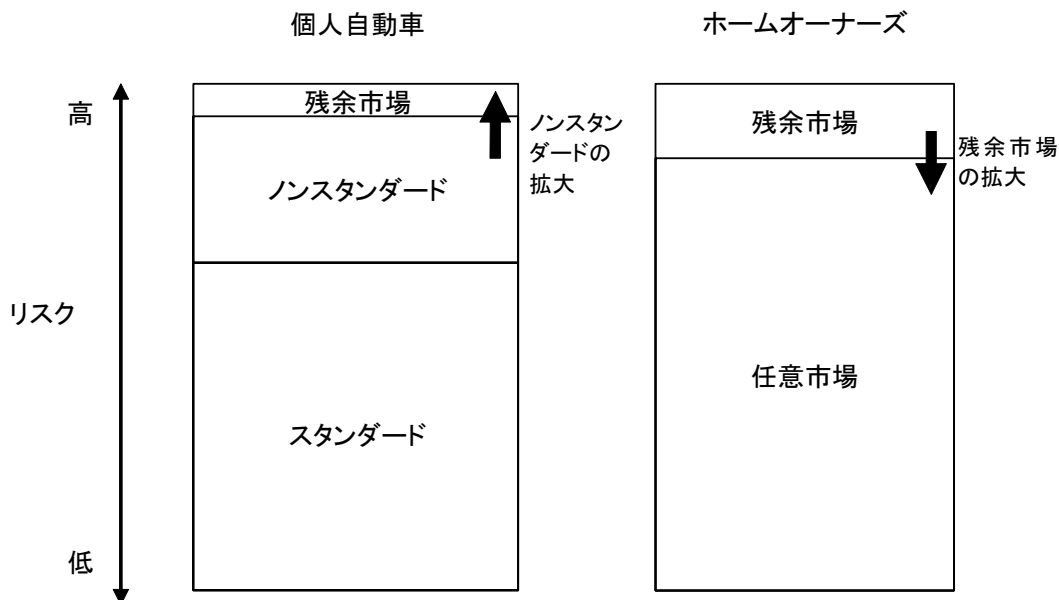 個人自動車
ホームオーナーズ
高
残余市場
ノンスタン
ダードの
拡大
ノンスタンダード
残余市場
残余市場
の拡大
リスク
任意市場
スタンダード
低